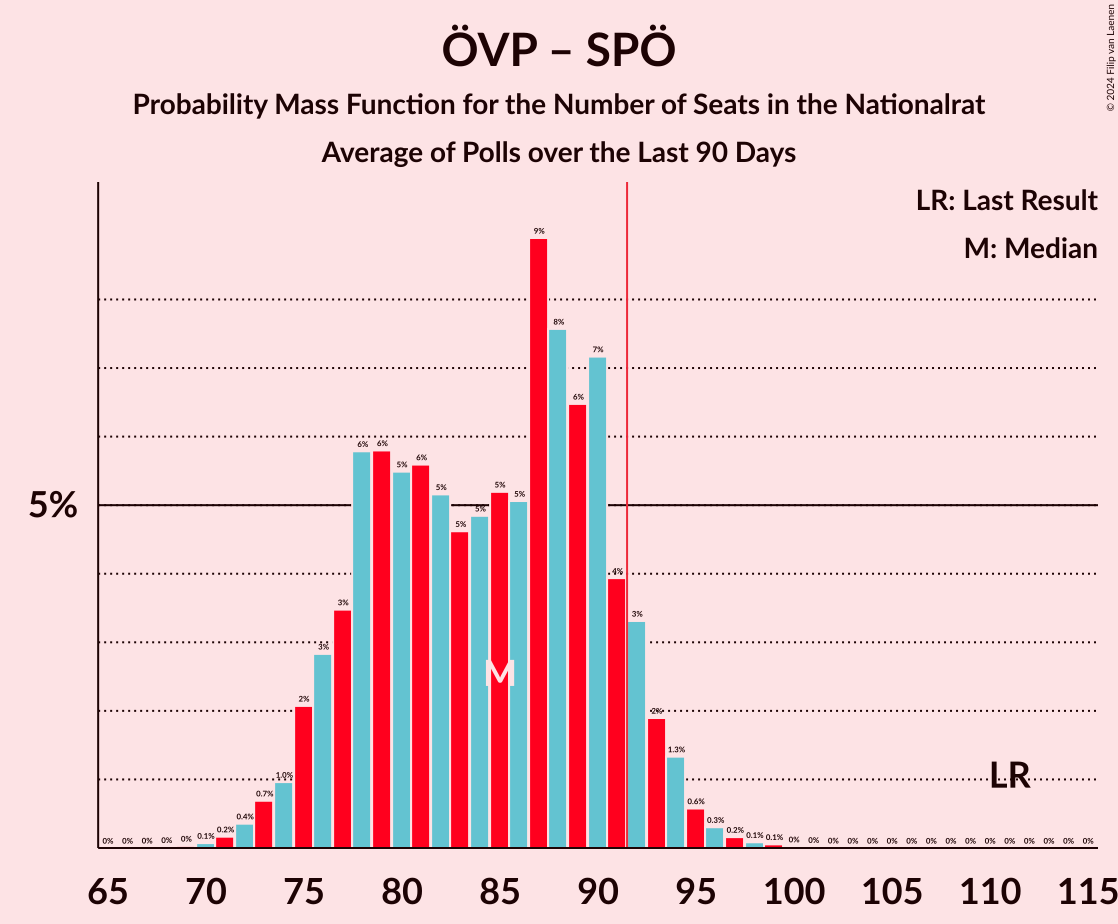 ÖVP – SPÖ
Probability Mass Function for the Number of Seats in the Nationalrat
Average of Polls over the Last 90 Days
© 2024 Filip van Laenen
LR: Last Result
M: Median
5%
0% 0% 0% 0% 0% 0.1% 0.2% 0.4% 0.7% 1.0% 2% 3% 3% 6% 6% 5% 6% 5% 5% 5% 5% 5% 9% 8% 6% 7% 4% 3% 2% 1.3% 0.6% 0.3% 0.2% 0.1% 0.1% 0% 0% 0% 0% 0% 0% 0% 0% 0% 0% 0% 0% 0% 0% 0% 0%
M
LR
65 70 75 80 85 90 95 100 105 110 115